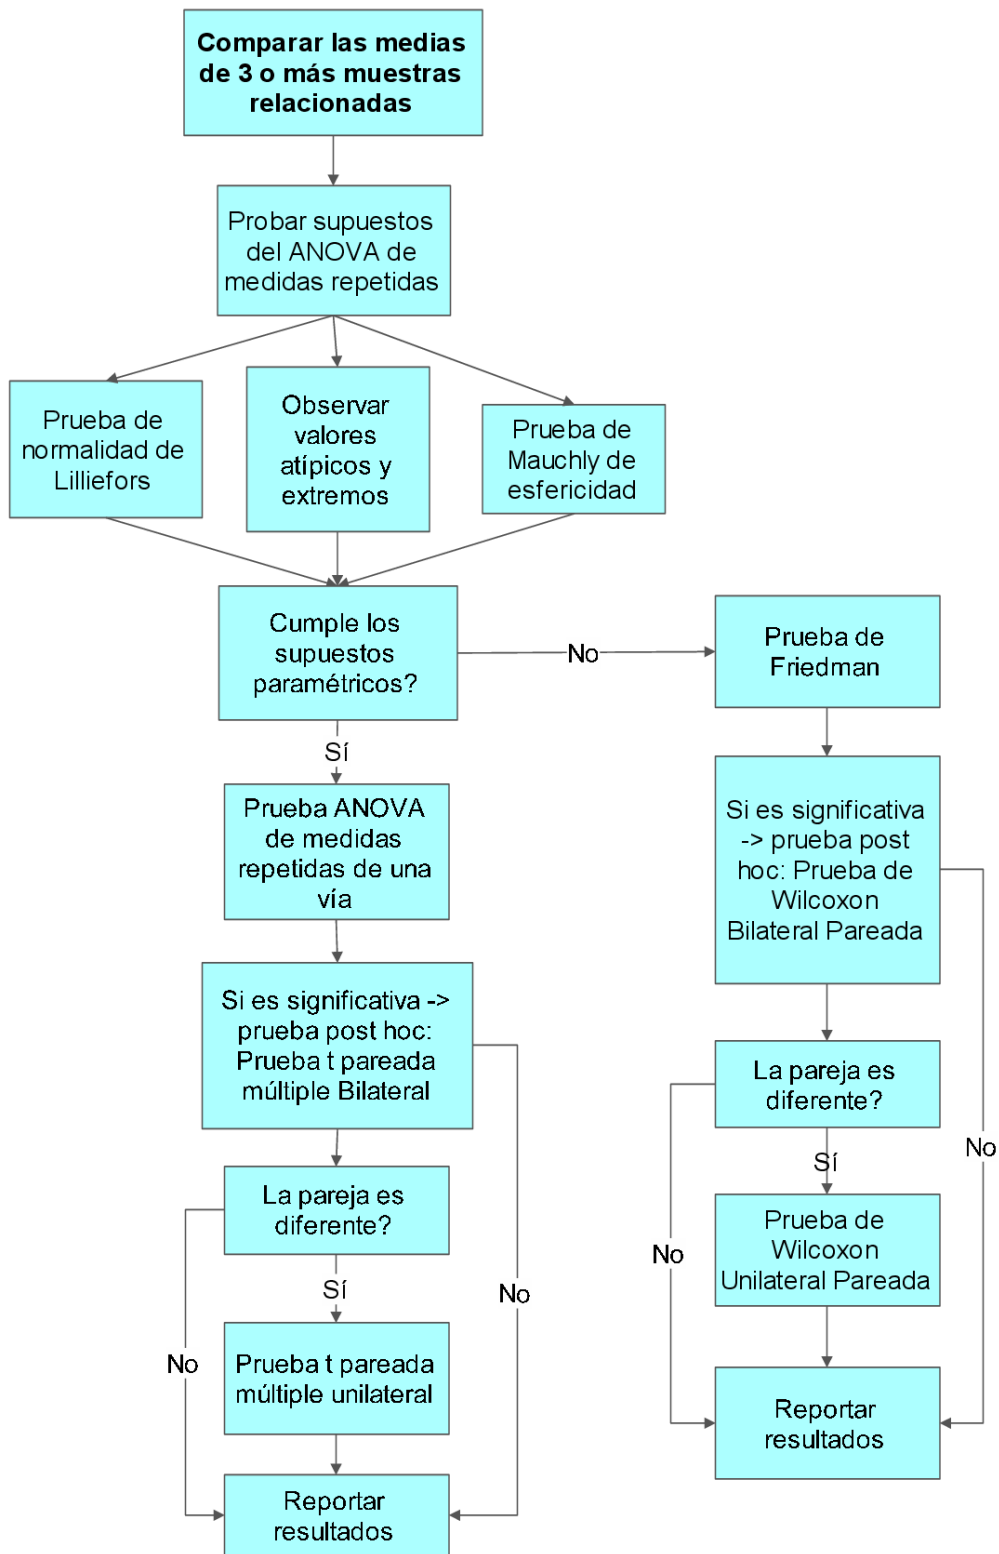 Comparar las medias
de 3 o más muestras
relacionadas
Probar supuestos
del ANOVA de
medidas repetidas
Prueba de
normalidad de
Lilliefors
Observar
valores
atípicos y
extremos
Prueba de
Mauchly de
esfericidad
Cumple los
supuestos
paramétricos?
No
Prueba de
Friedman
Sí
Prueba ANOVA
de medidas
repetidas de una
vía
Si es significativa
-> prueba post
hoc: Prueba de
Wilcoxon
Bilateral Pareada
Si es significativa ->
prueba post hoc:
Prueba t pareada
múltiple Bilateral
La pareja es
diferente?
No
Sí
Prueba de
Wilcoxon
Unilateral Pareada
No
La pareja es
diferente?
Sí
No
No
Prueba t pareada
múltiple unilateral
Reportar
resultados
Reportar
resultados